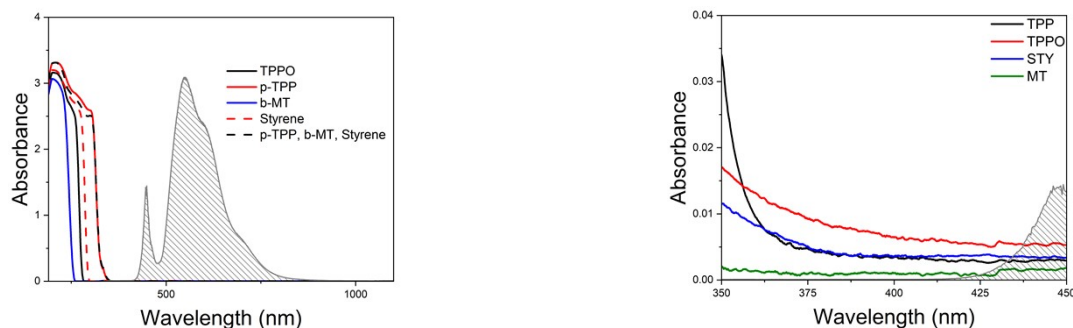 4
3
2
1
0
Absorbance
TPPO
p-TPP
b-MT
Styrene
p-TPP, b-MT, Styrene
500
1000
Wavelength (nm)
0.04
0.03
0.02
0.01
0.00
Absorbance
TPP
TPPO
STY
MT
350
375
400
425
450
Wavelength (nm)